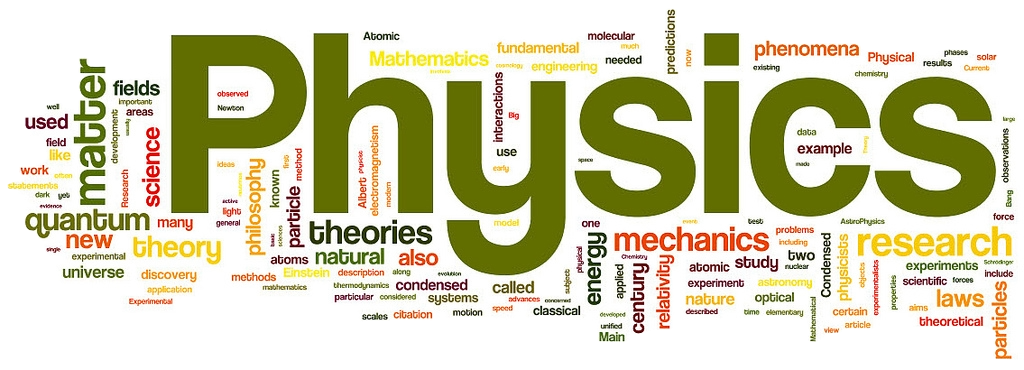 Physics
Atomic
Mathematics
fundamental
engineering
molecular
much
needed
predictions
now
phenomena
existing
Physical
chemistry
phases
results
solar
Current
matter
fields
important
areas
well
used
field
like
work
often
statements
dark
yet
evidence
development
usually
Research
science
observed
Newton
ideas
philosophy
known
first
method
particle
active
light
general
basic
sciences
Albert
physicist
electromagnetism
modern
cosmology
interactions
Big
use
early
model
space
data
example
made
Theory
large
observations
Bang
force
quantum
many
new
single
experimental
theory
universe
discovery
application
Experimental
theories
atoms
natural
also
methods
Einstein
description
along
evolution
mathematics
thermodynamics
condensed
particular
considered
systems
scales
citation
motion
called
advances
speed
concerned
classical
subject
physical
one
energy
applied
developed
unified
Main
mechanics
Chemistry
century
relativity
event
test
problems
including
atomic
study
two
nuclear
experiment
astronomy
nature
optical
described
time
elementary
Mathematical
Condensed
physicists
objects
experimentalists
certain
article
view
AstroPhysics
research
experiments
Schrödinger
scientific
forces
include
properties
laws
aims
theoretical
particles